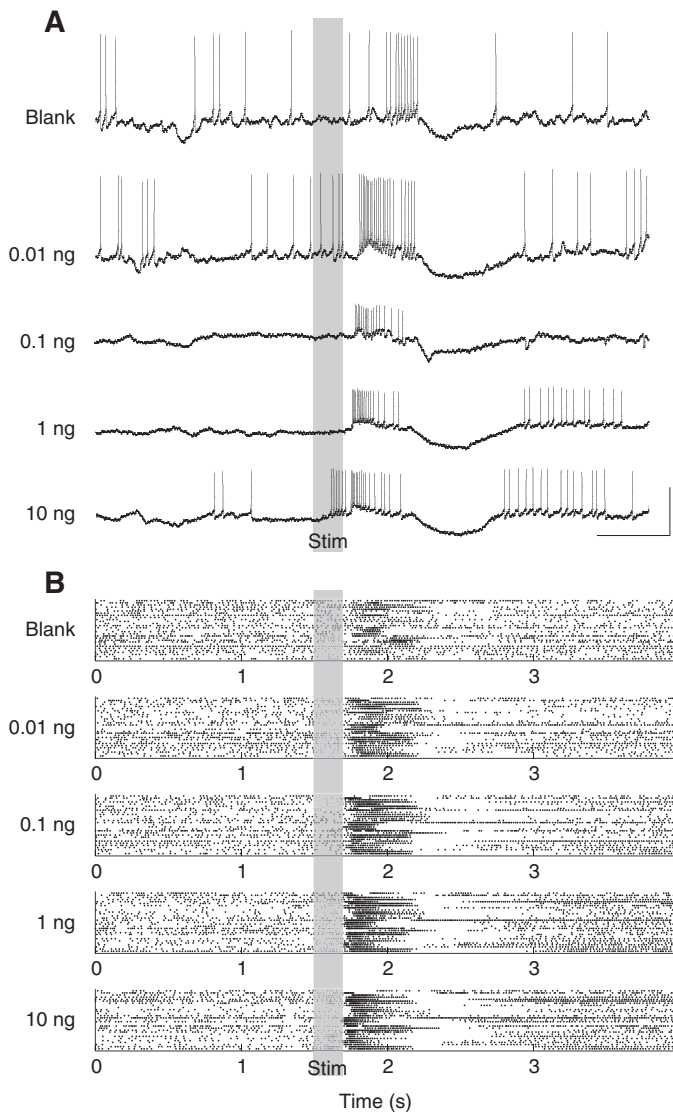 A
Blank
0.01 ng
0.1 ng
1 ng
10 ng
Stim
B
Blank
0 1 2 3
0.01 ng
0 1 2 3
0.1 ng
0 1 2 3
1 ng
0 1 2 3
10 ng
0 1 Stim 2 3
Time (s)